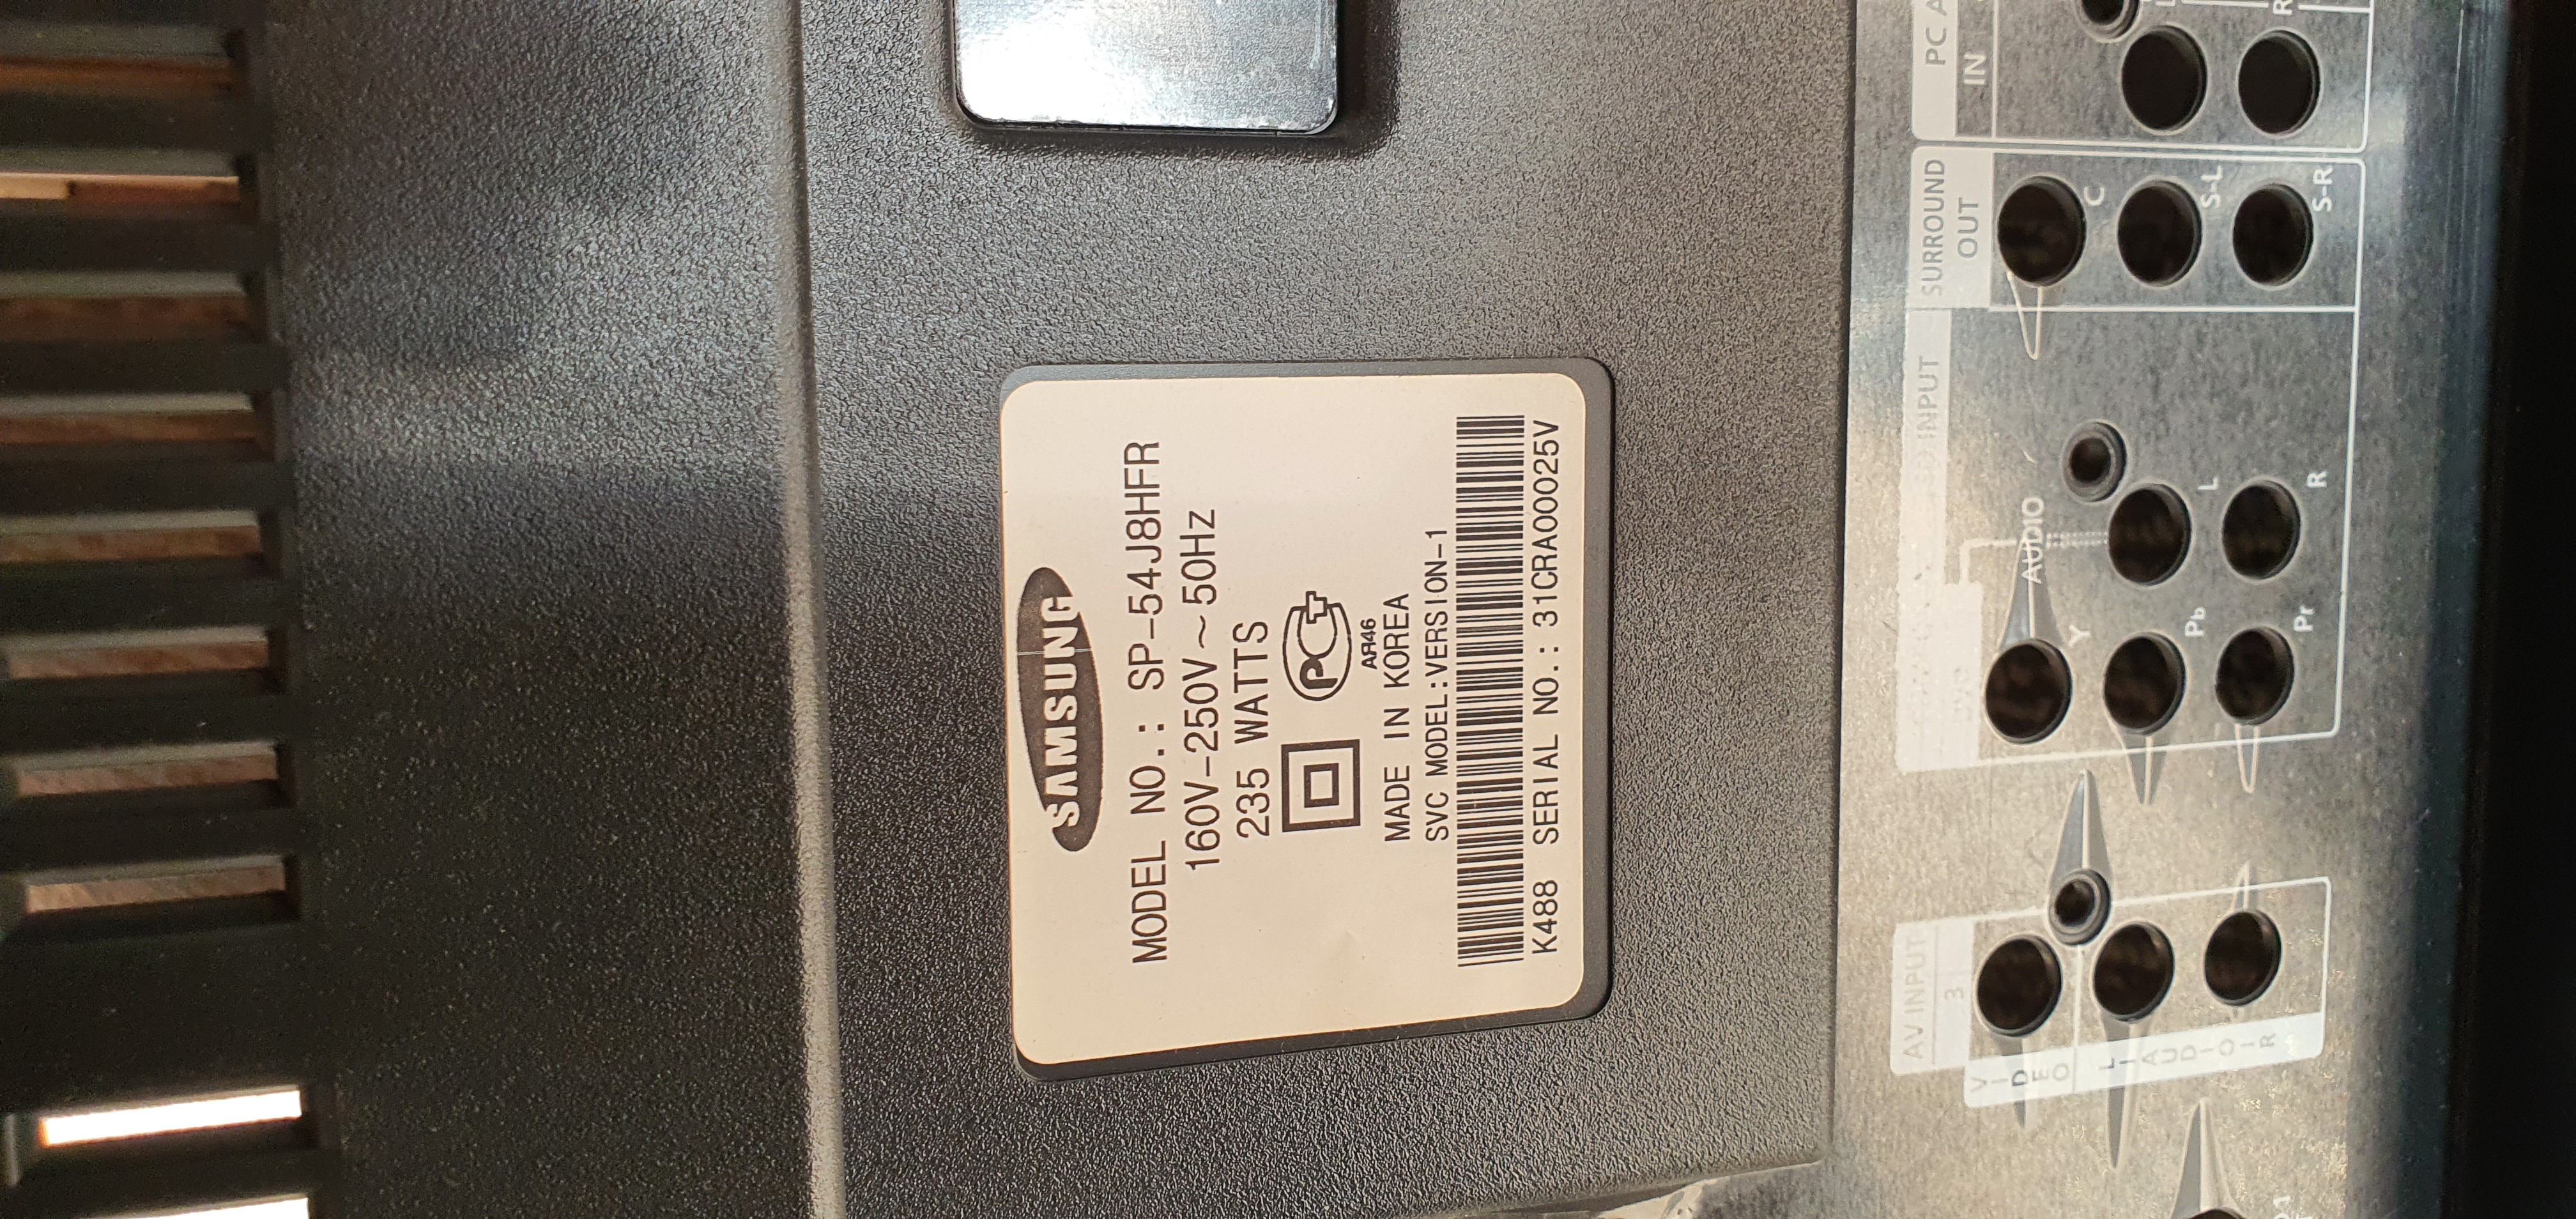 SAMSUNG
MODEL NO.: SP-54J8HFR
160V-250V~50Hz
235 WATTS
PCT
AR46
MADE IN KOREA
SVC MODEL:VERSION-1
K488 SERIAL NO.: 31CRA00025V
AV INPUT
3
VIDEO
L
AUDIO
R
INPUT
AUDIO
Y
L
Pb
R
Pr
SURROUND
OUT
C
S-L
S-R
PC
IN
R